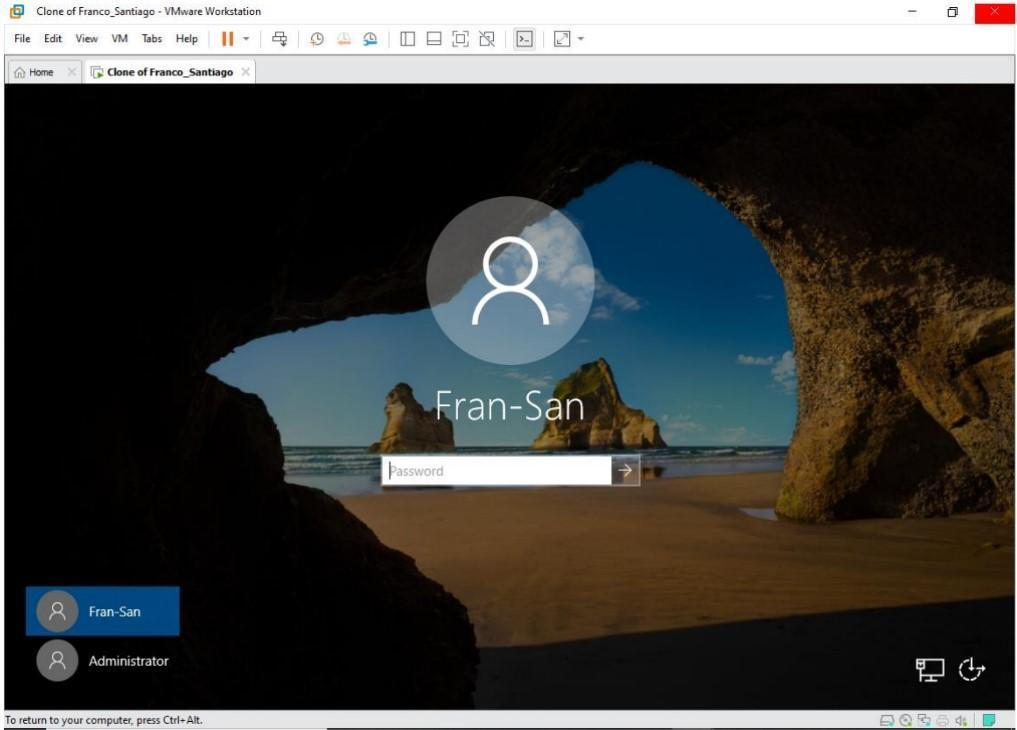 Clone of Franco_Santiago - VMware Workstation
File Edit View VM Tabs Help
Home Clone of Franco_Santiago
Fran-San
Password
Fran-San
Administrator
To return to your computer, press Ctrl+Alt.